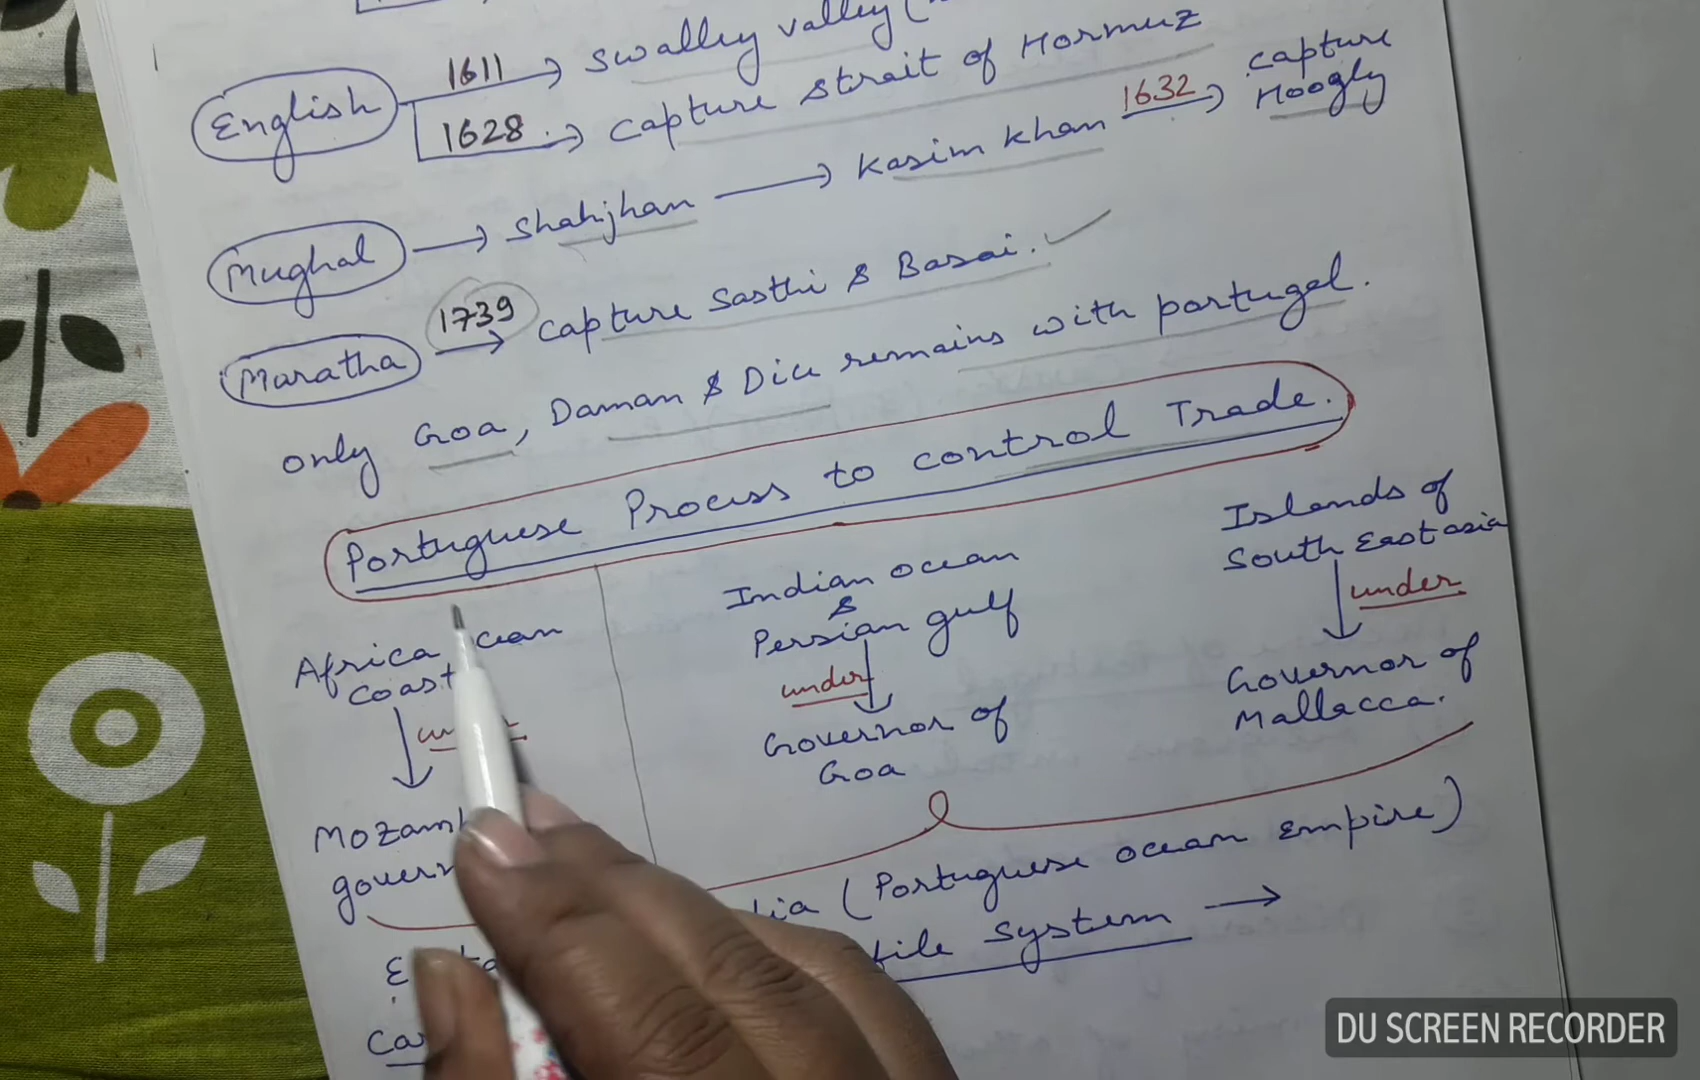 English 1611 → Swalley valley (
1628 → capture strait of Hormuz
Mughal → Shahjhan → Kasim Khan 1632 → capture Hoogly
Maratha 1739 → capture Sasthi & Basai. ✓
only Goa, Daman & Diu remains with portugal.
Portuguese Process to control Trade.
Africa coast
under
Mozam
govern
Indian ocean
&
Persian gulf
under
Governor of
Goa
Islands of
South East asia
under
Governor of
Mallacca.
(Portuguese ocean Empire)
System →
DU SCREEN RECORDER